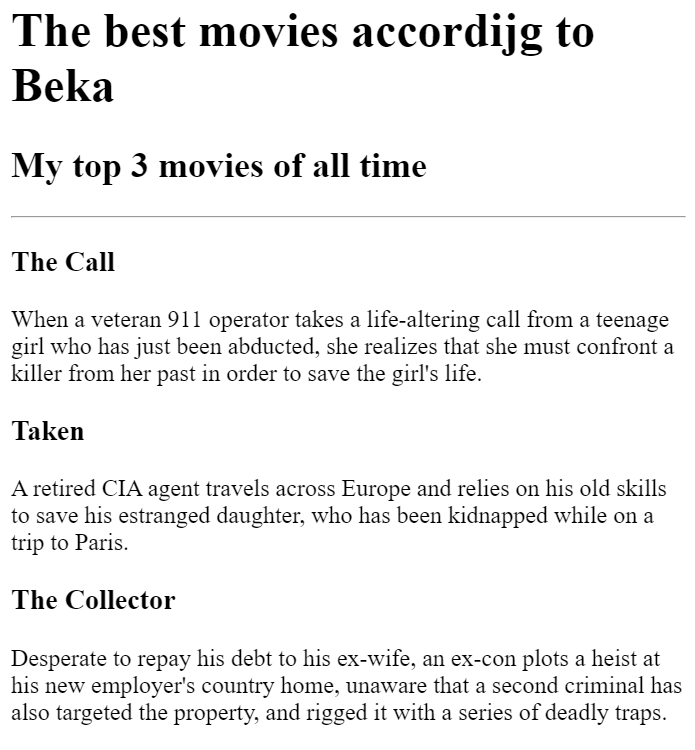 The best movies accordijg to
Beka
My top 3 movies of all time
The Call
When a veteran 911 operator takes a life-altering call from a teenage
girl who has just been abducted, she realizes that she must confront a
killer from her past in order to save the girl's life.
Taken
A retired CIA agent travels across Europe and relies on his old skills
to save his estranged daughter, who has been kidnapped while on a
trip to Paris.
The Collector
Desperate to repay his debt to his ex-wife, an ex-con plots a heist at
his new employer's country home, unaware that a second criminal has
also targeted the property, and rigged it with a series of deadly traps.